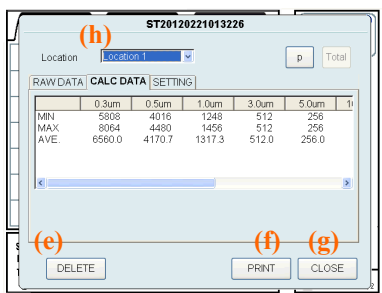 ST20120221013226
(h)
Location Location 1 p Total
RAW DATA CALC DATA SETTING
0.3um 0.5um 1.0um 3.0um 5.0um
MIN 5808 4016 1248 512 256
MAX 8064 4480 1456 512 256
AVE. 6560.0 4170.7 1317.3 512.0 256.0
(e) (f) (g)
DELETE PRINT CLOSE